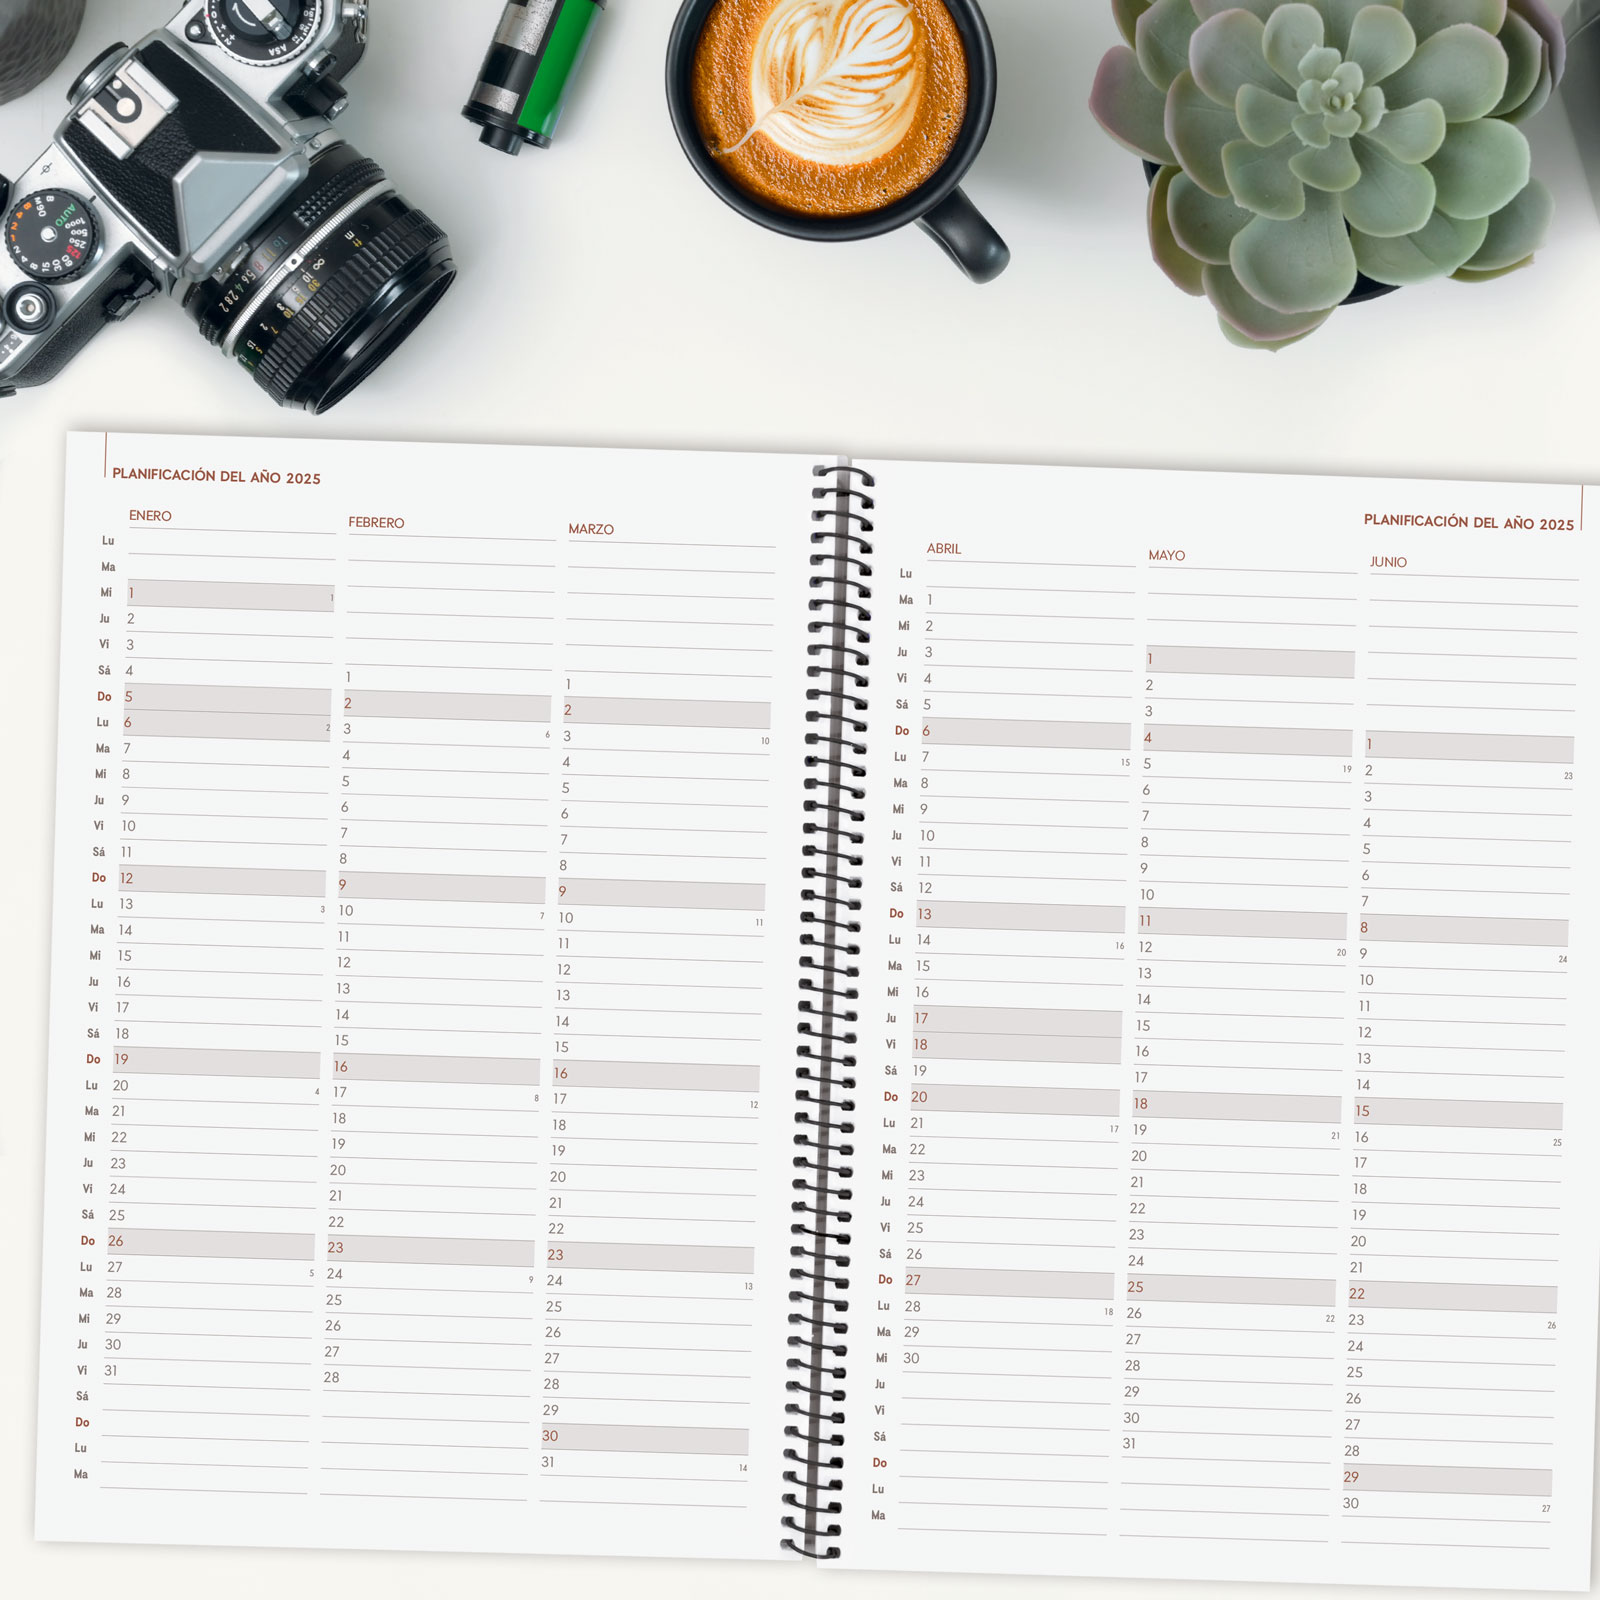 ASA
AUTO
M90
B
ft
m
PLANIFICACIÓN DEL AÑO 2025
ENERO FEBRERO MARZO
Lu
Ma
Mi 1 1
Ju 2
Vi 3
Sá 4 1 1
Do 5 2 2
Lu 6 2 3 6 3 10
Ma 7 4 4
Mi 8 5 5
Ju 9 6 6
Vi 10 7 7
Sá 11 8 8
Do 12 9 9
Lu 13 3 10 7 10 11
Ma 14 11 11
Mi 15 12 12
Ju 16 13 13
Vi 17 14 14
Sá 18 15 15
Do 19 16 16
Lu 20 4 17 8 17 12
Ma 21 18 18
Mi 22 19 19
Ju 23 20 20
Vi 24 21 21
Sá 25 22 22
Do 26 23 23
Lu 27 5 24 9 24 13
Ma 28 25 25
Mi 29 26 26
Ju 30 27 27
Vi 31 28 28
Sá 29
Do 30
Lu 31 14
Ma
PLANIFICACIÓN DEL AÑO 2025
ABRIL MAYO JUNIO
Lu
Ma 1
Mi 2
Ju 3 1
Vi 4 2
Sá 5 3
Do 6 4 1
Lu 7 15 5 19 2 23
Ma 8 6 3
Mi 9 7 4
Ju 10 8 5
Vi 11 9 6
Sá 12 10 7
Do 13 11 8
Lu 14 16 12 20 9 24
Ma 15 13 10
Mi 16 14 11
Ju 17 15 12
Vi 18 16 13
Sá 19 17 14
Do 20 18 15
Lu 21 17 19 21 16 25
Ma 22 20 17
Mi 23 21 18
Ju 24 22 19
Vi 25 23 20
Sá 26 24 21
Do 27 25 22
Lu 28 18 26 22 23 26
Ma 29 27 24
Mi 30 28 25
Ju 29 26
Vi 30 27
Sá 31 28
Do 29
Lu 30 27
Ma